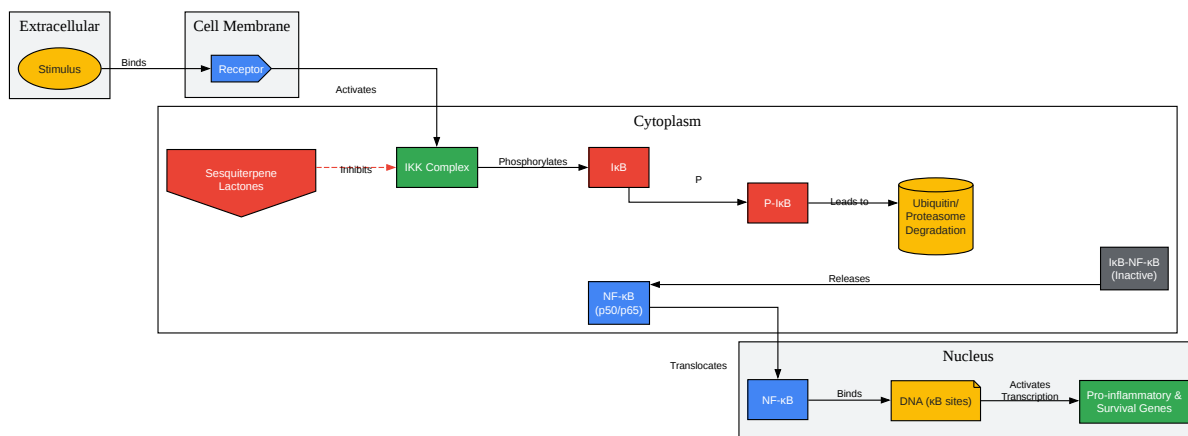 Extracellular
Cell Membrane
Stimulus
Binds
Receptor
Activates
Cytoplasm
Sesquiterpene
Lactones
Inhibits
IKK Complex
Phosphorylates
IκB
P
P-IκB
Leads to
Ubiquitin/
Proteasome
Degradation
IκB-NF-κB
(Inactive)
Releases
NF-κB
(p50/p65)
Translocates
Nucleus
NF-κB
Binds
DNA (κB sites)
Activates
Transcription
Pro-inflammatory &
Survival Genes